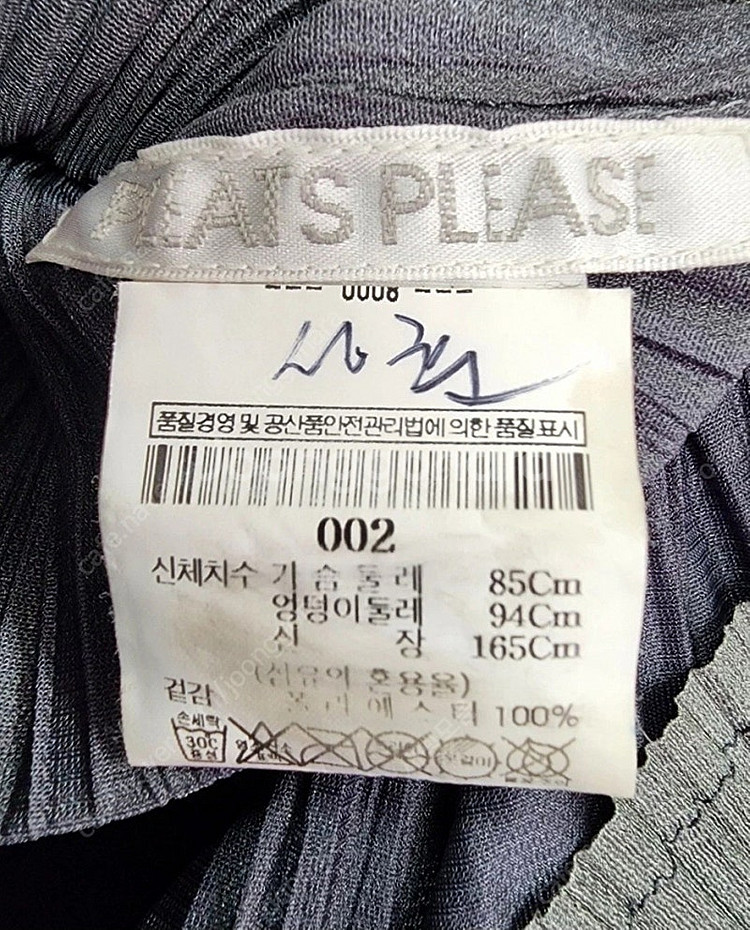 PLEATS PLEASE
--- 0008 ---
품질경영 및 공산품안전관리법에 의한 품질표시
002
신체치수 가 슴 둘 레 85Cm
엉덩이둘레 94Cm
신 장 165Cm
(섬유의 혼용율)
겉감 폴리에스터 100%
손세탁
30C
중성